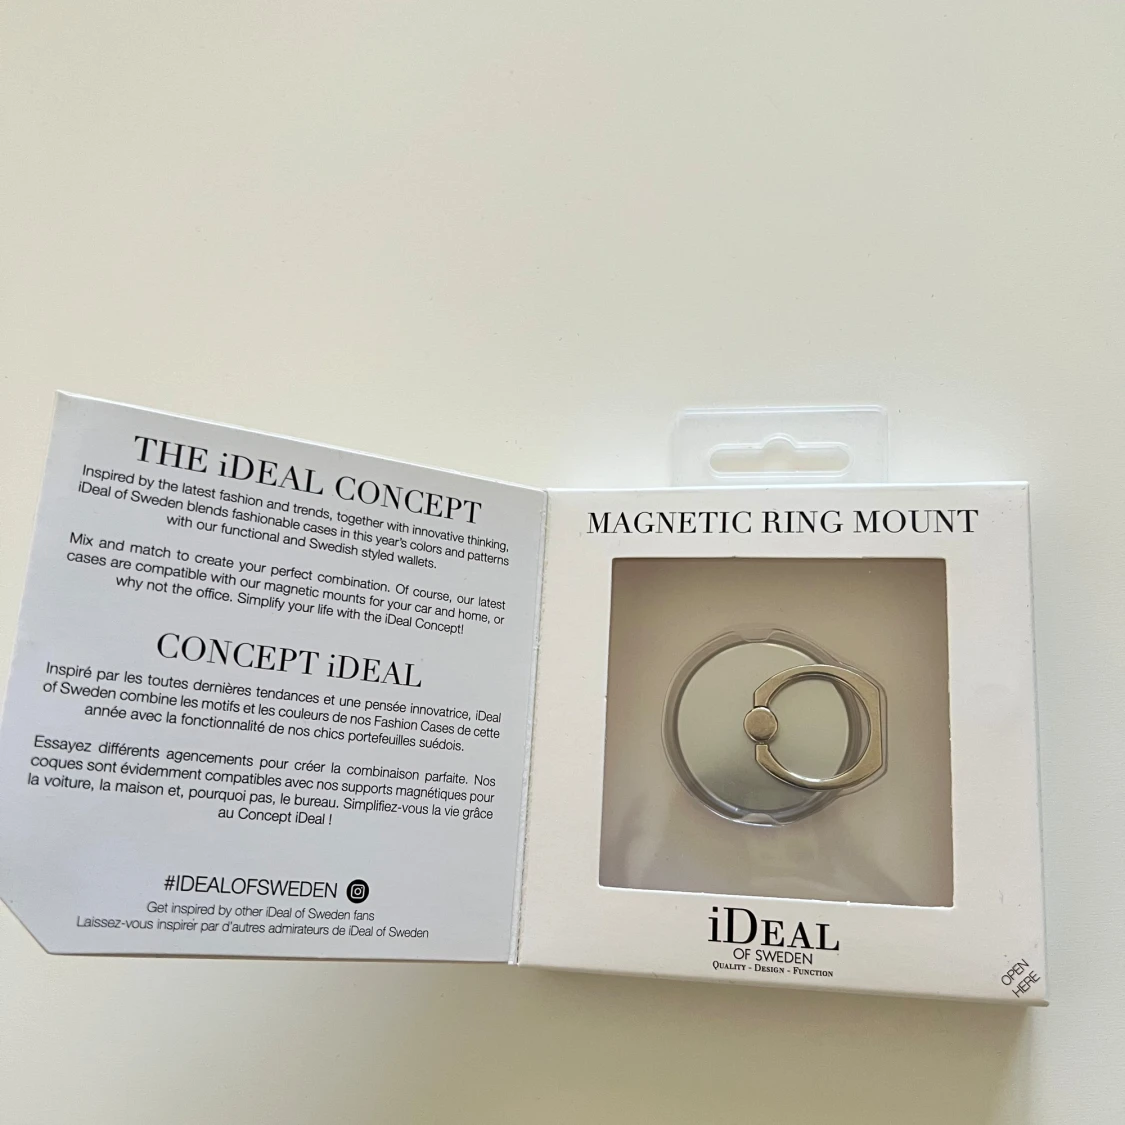 THE iDEAL CONCEPT
Inspired by the latest fashion and trends, together with innovative thinking,
iDeal of Sweden blends fashionable cases in this year's colors and patterns
with our functional and Swedish styled wallets.
Mix and match to create your perfect combination. Of course, our latest
cases are compatible with our magnetic mounts for your car and home, or
why not the office. Simplify your life with the iDeal Concept!
CONCEPT iDEAL
Inspiré par les toutes dernières tendances et une pensée innovatrice, iDeal
of Sweden combine les motifs et les couleurs de nos Fashion Cases de cette
année avec la fonctionnalité de nos chics portefeuilles suédois.
Essayez différents agencements pour créer la combinaison parfaite. Nos
coques sont évidemment compatibles avec nos supports magnétiques pour
la voiture, la maison et, pourquoi pas, le bureau. Simplifiez-vous la vie grâce
au Concept iDeal !
#IDEALOFSWEDEN
Get inspired by other iDeal of Sweden fans
Laissez-vous inspirer par d'autres admirateurs de iDeal of Sweden
MAGNETIC RING MOUNT
iDEAL
OF SWEDEN
QUALITY - DESIGN - FUNCTION
OPEN
HERE